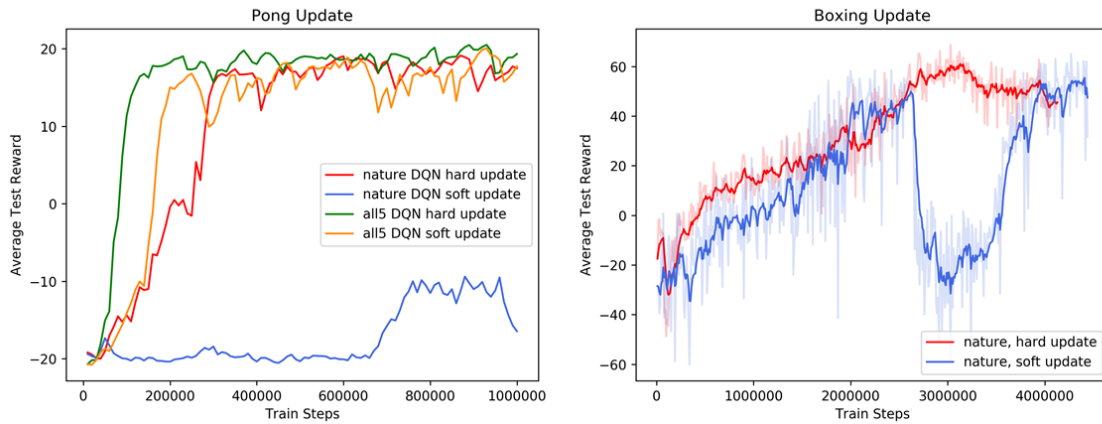 Pong Update
Average Test Reward
20
10
0
−10
−20
nature DQN hard update
nature DQN soft update
all5 DQN hard update
all5 DQN soft update
0
200000
400000
600000
800000
1000000
Train Steps
Boxing Update
Average Test Reward
60
40
20
0
−20
−40
−60
nature, hard update
nature, soft update
0
1000000
2000000
3000000
4000000
Train Steps